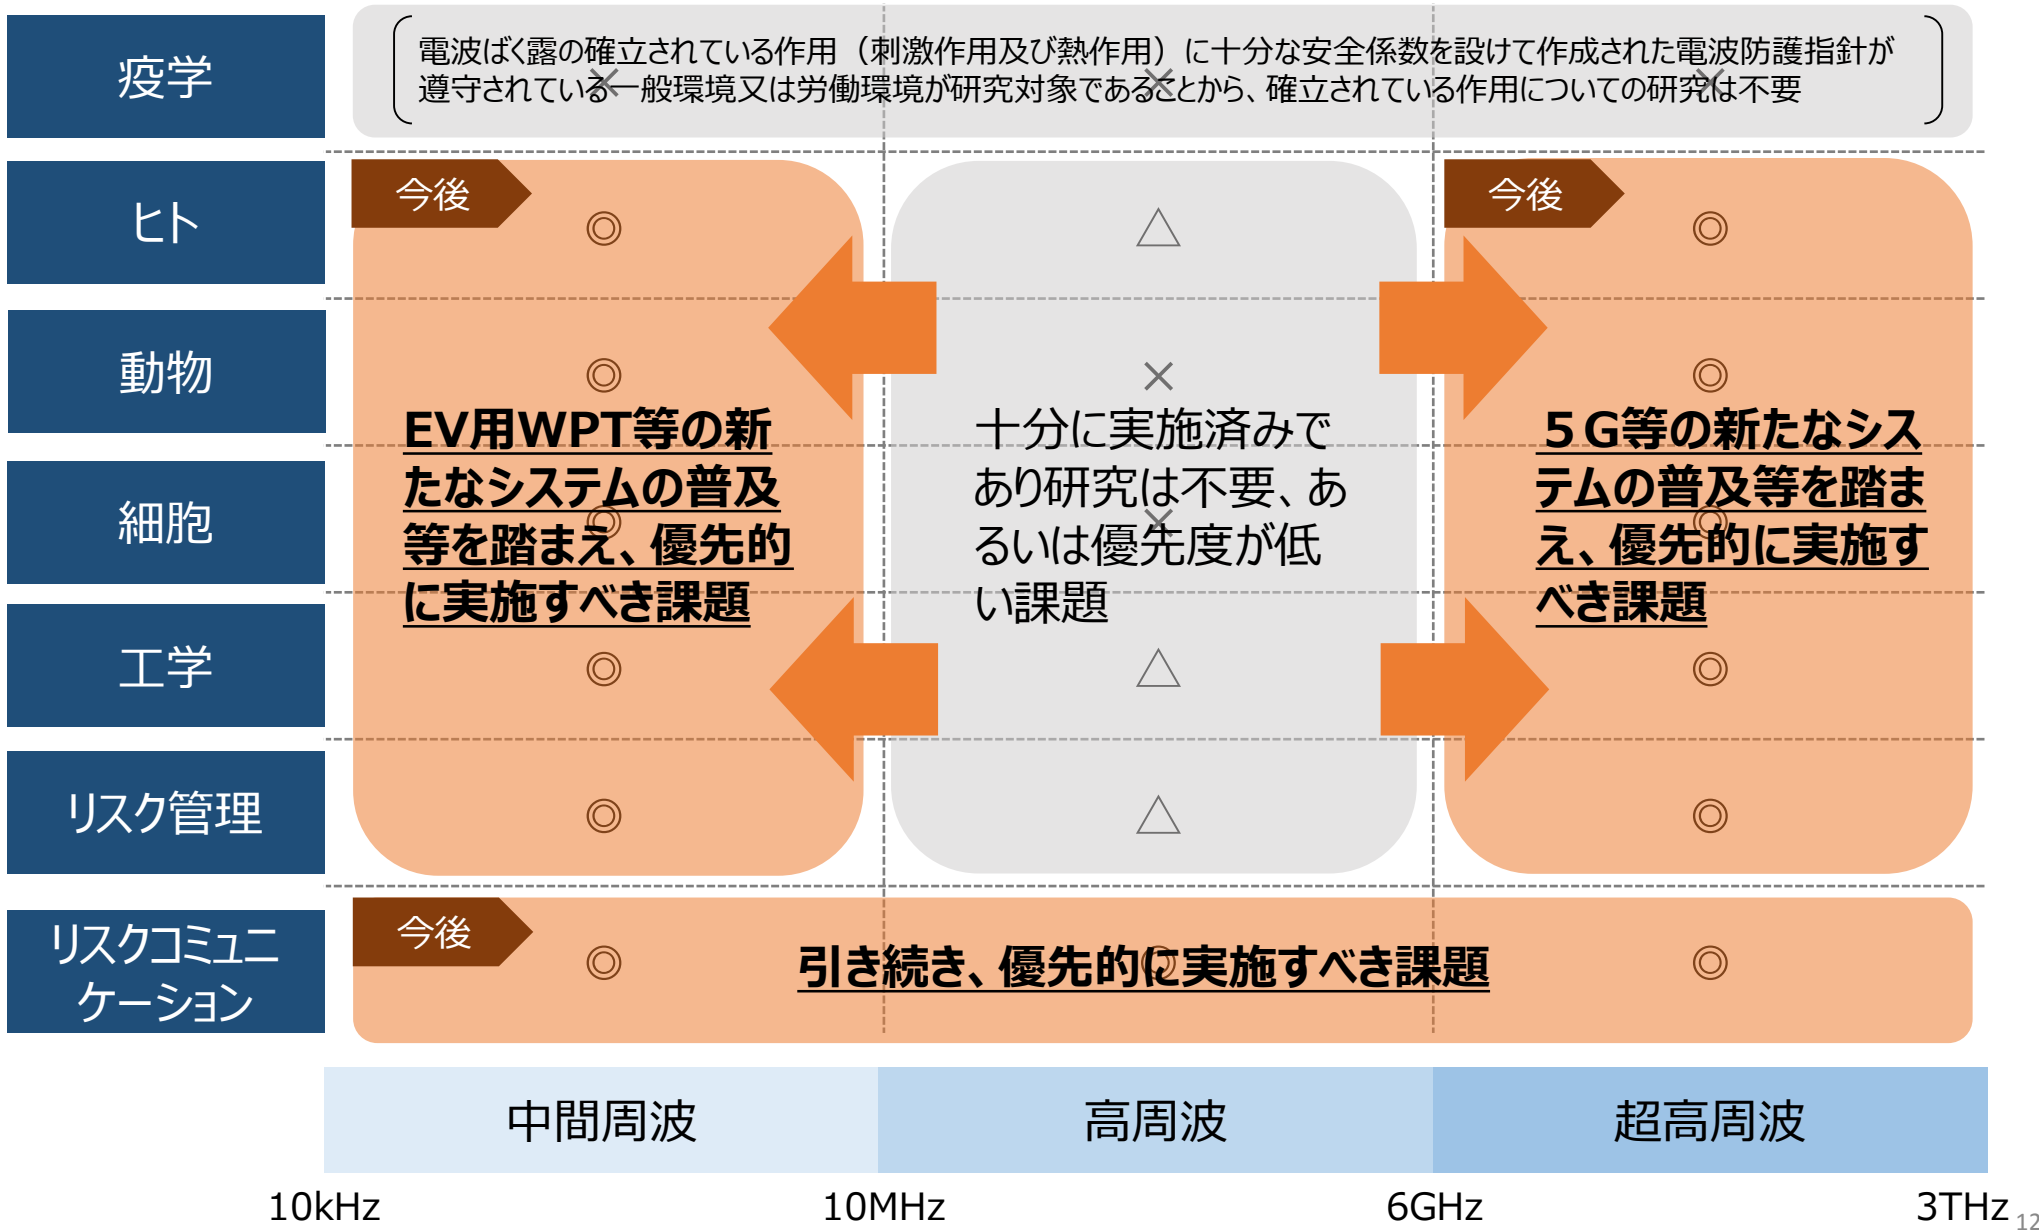 疫学
電波ばく露の確立されている作用（刺激作用及び熱作用）に十分な安全係数を設けて作成された電波防護指針が
遵守されている一般環境又は労働環境が研究対象であることから、確立されている作用についての研究は不要
× × ×
ヒト
今後
今後
◎ △ ◎
動物
◎ × ◎
EV用WPT等の新
たなシステムの普及
等を踏まえ、優先的
に実施すべき課題
十分に実施済みで
あり研究は不要、あ
るいは優先度が低
い課題
５G等の新たなシス
テムの普及等を踏ま
え、優先的に実施す
べき課題
細胞
◎ × ◎
工学
◎ △ ◎
リスク管理
◎ △ ◎
リスクコミュニ
ケーション
今後
◎ ◎ ◎
引き続き、優先的に実施すべき課題
中間周波
高周波
超高周波
10kHz
10MHz
6GHz
3THz
12